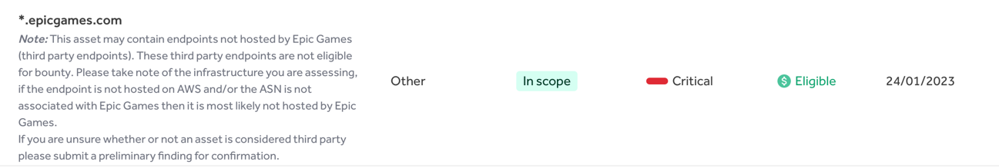 *.epicgames.com
Note: This asset may contain endpoints not hosted by Epic Games
(third party endpoints). These third party endpoints are not eligible
for bounty. Please take note of the infrastructure you are assessing,
if the endpoint is not hosted on AWS and/or the ASN is not
associated with Epic Games then it is most likely not hosted by Epic
Games.
If you are unsure whether or not an asset is considered third party
please submit a preliminary finding for confirmation.
Other
In scope
Critical
$ Eligible
24/01/2023